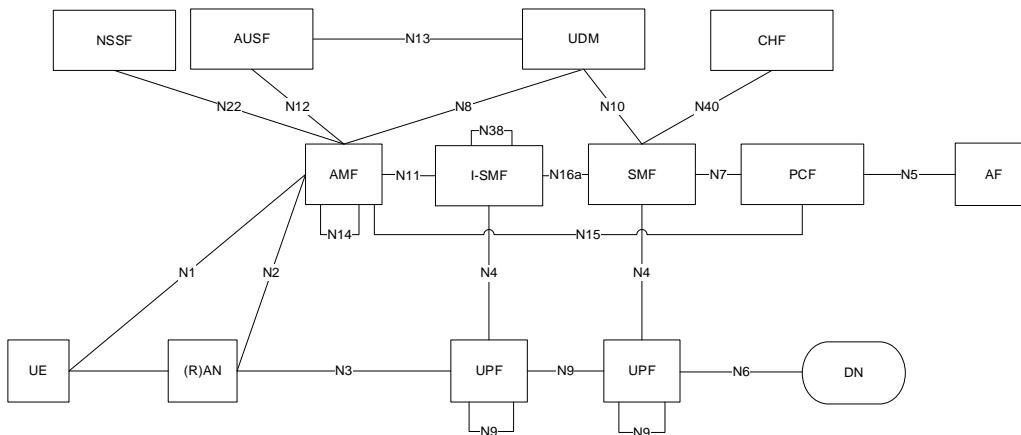 NSSF
AUSF
N13
UDM
CHF
N22
N12
N8
N10
N40
N38
AMF
N11
I-SMF
N16a
SMF
N7
PCF
N5
AF
N14
N15
N1
N2
N4
N4
UE
(R)AN
N3
UPF
N9
UPF
N6
DN
N9
N9